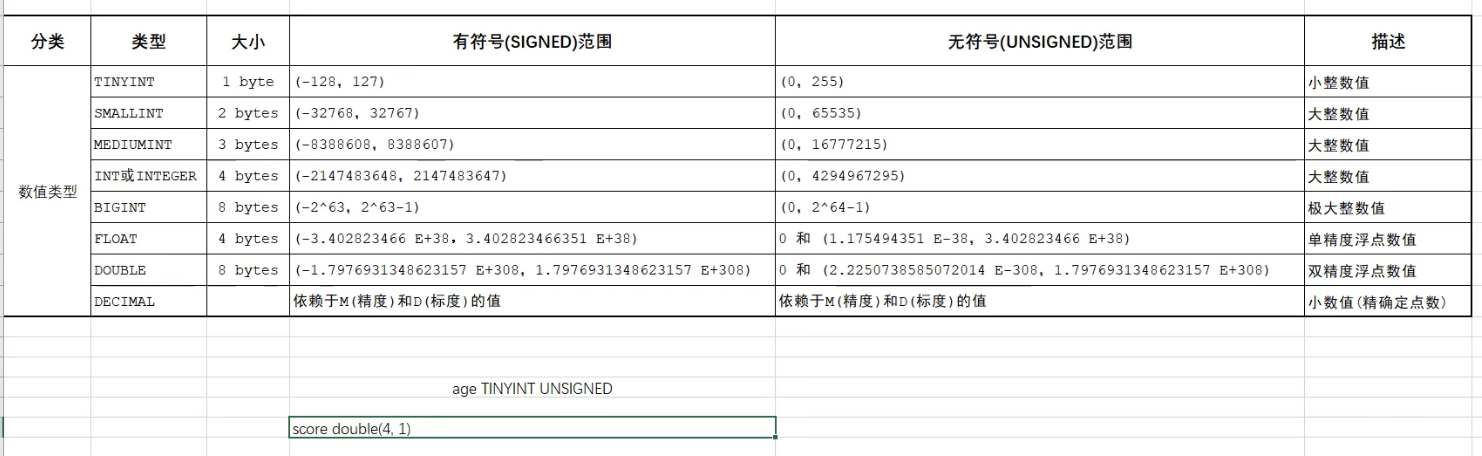 分类 类型 大小 有符号(SIGNED)范围 无符号(UNSIGNED)范围 描述
TINYINT 1 byte (-128, 127) (0, 255) 小整数值
SMALLINT 2 bytes (-32768, 32767) (0, 65535) 大整数值
MEDIUMINT 3 bytes (-8388608, 8388607) (0, 16777215) 大整数值
INT或INTEGER 4 bytes (-2147483648, 2147483647) (0, 4294967295) 大整数值
数值类型 BIGINT 8 bytes (-2^63, 2^63-1) (0, 2^64-1) 极大整数值
FLOAT 4 bytes (-3.402823466 E+38, 3.402823466351 E+38) 0 和 (1.175494351 E-38, 3.402823466 E+38) 单精度浮点数值
DOUBLE 8 bytes (-1.7976931348623157 E+308, 1.7976931348623157 E+308) 0 和 (2.2250738585072014 E-308, 1.7976931348623157 E+308) 双精度浮点数值
DECIMAL 依赖于M(精度)和D(标度)的值 依赖于M(精度)和D(标度)的值 小数值(精确定点数)
age TINYINT UNSIGNED
score double(4, 1)